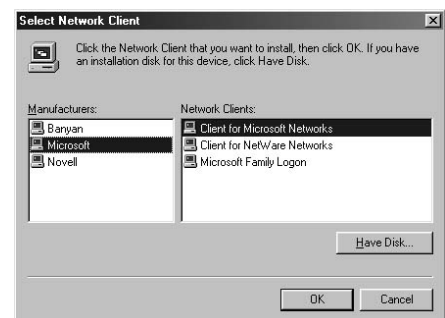 Select Network Client
Click the Network Client that you want to install, then click OK. If you have
an installation disk for this device, click Have Disk.
Manufacturers:
Banyan
Microsoft
Novell
Network Clients:
Client for Microsoft Networks
Client for NetWare Networks
Microsoft Family Logon
Have Disk...
OK
Cancel